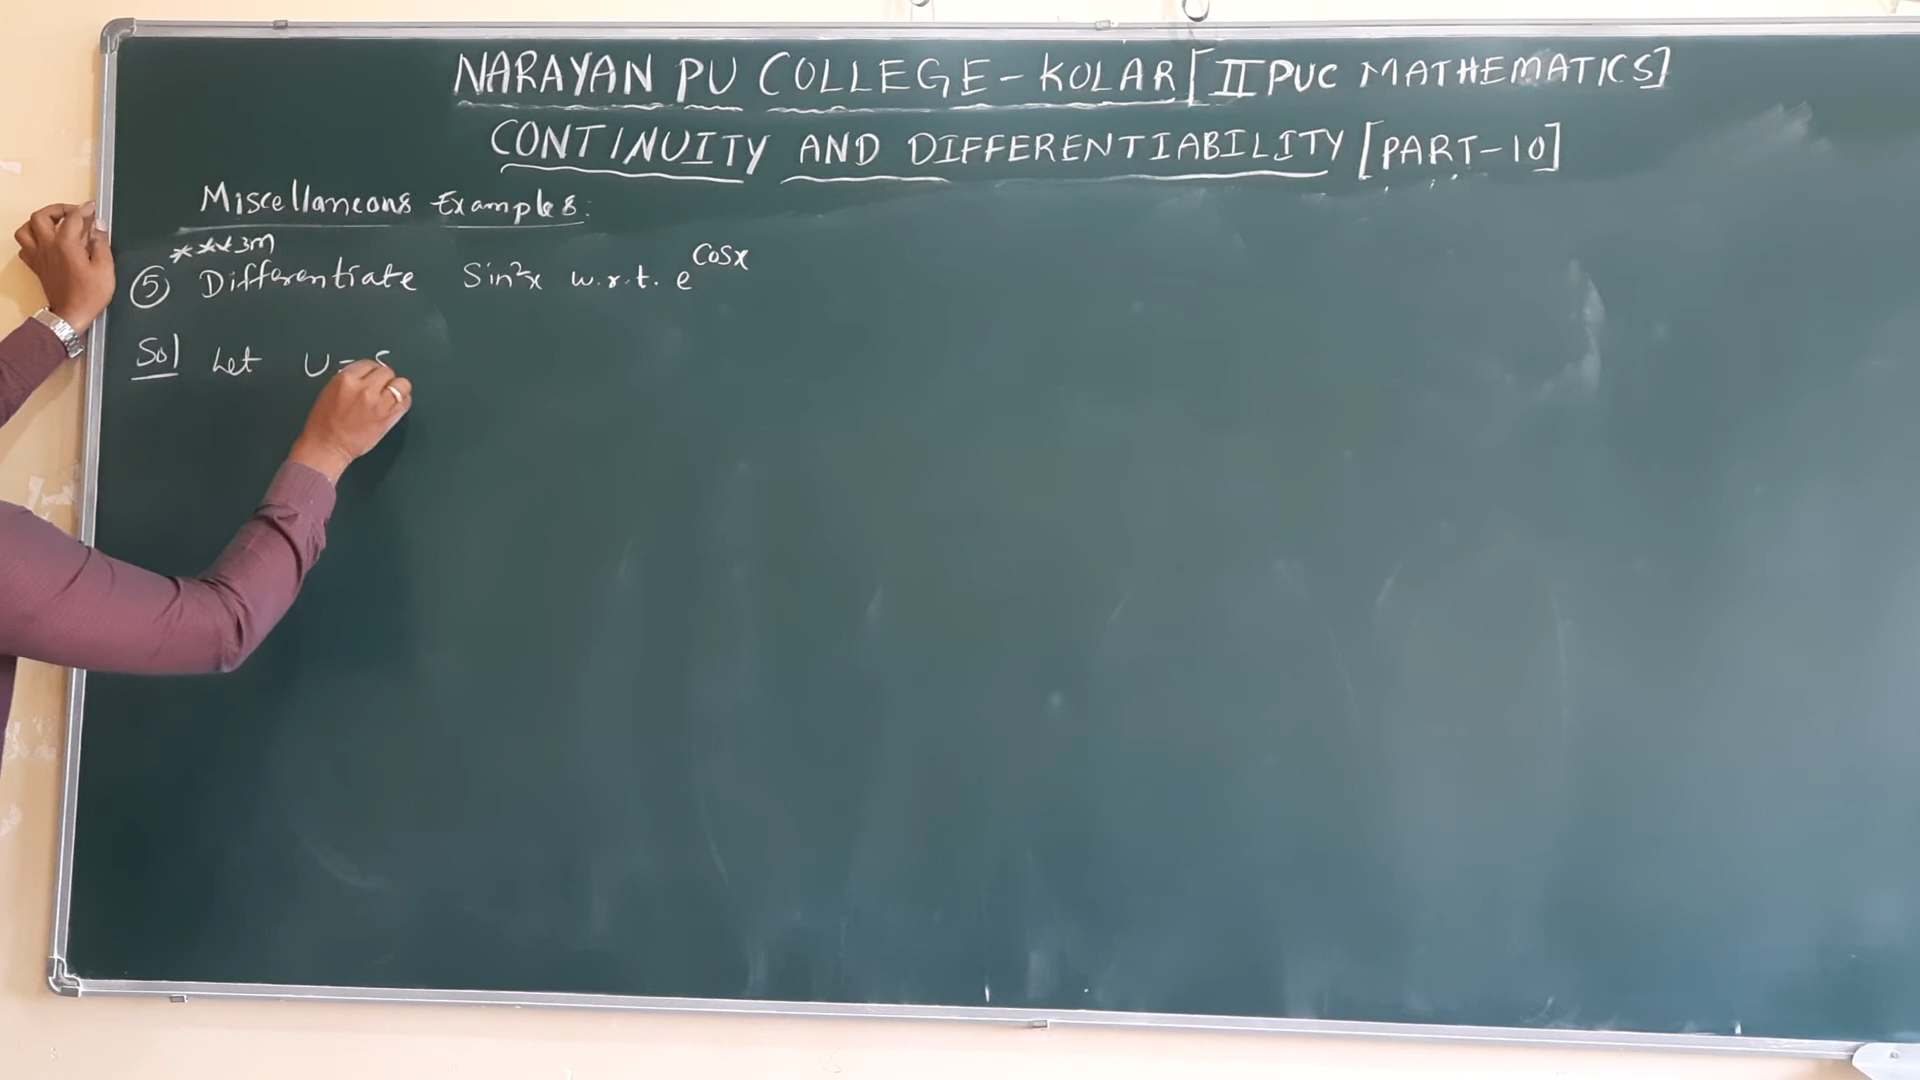 NARAYAN PU COLLEGE - KOLAR [II PUC MATHEMATICS]
CONTINUITY AND DIFFERENTIABILITY [PART-10]
Miscellaneous Examples:
***3M
⑤ Differentiate Sin²x w.r.t. e^Cosx
Sol Let U = S